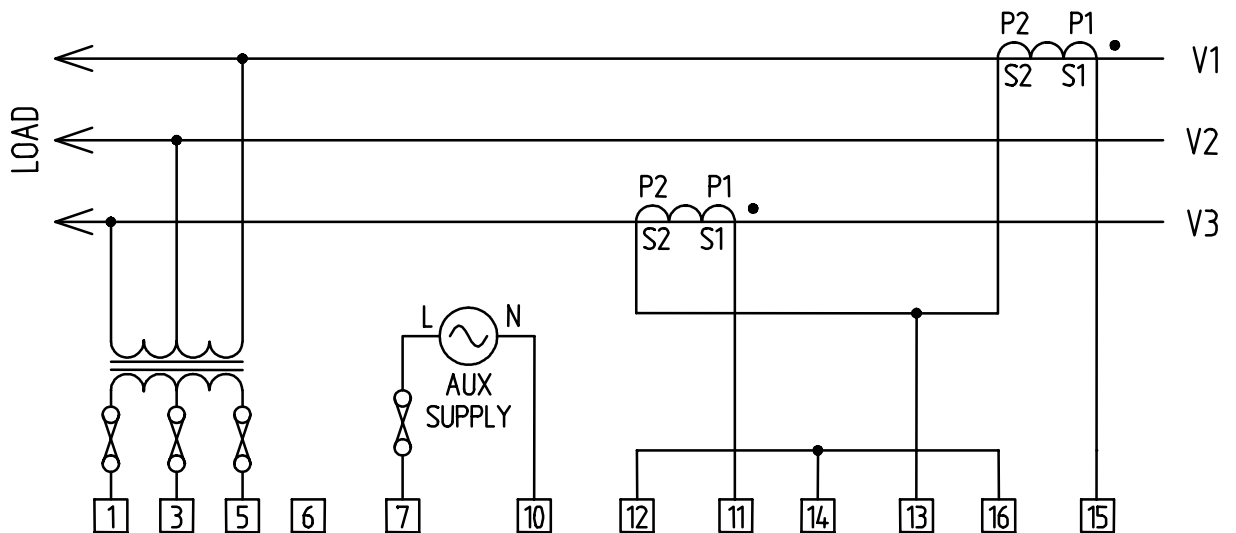 P2 P1
V1
S2 S1
LOAD
V2
P2 P1
V3
S2 S1
L N
AUX
SUPPLY
1 3 5 6 7 10 12 11 14 13 16 15